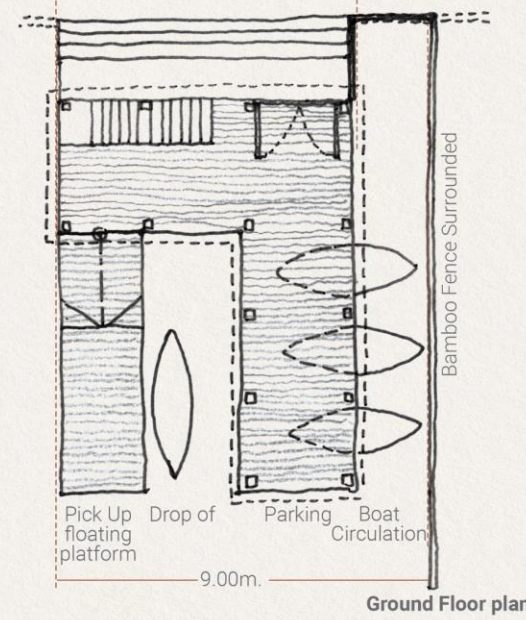 Bamboo Fence Surrounded
Pick Up
floating
platform
Drop of
Parking
Boat
Circulation
9.00m.
Ground Floor plan